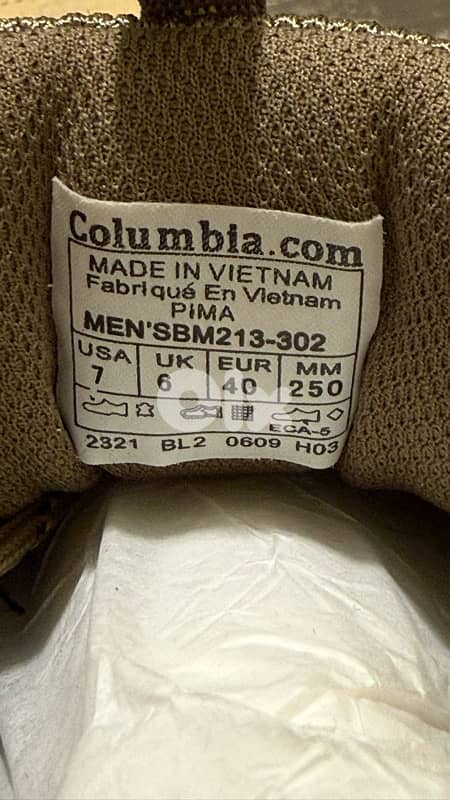 Columbia.com
MADE IN VIETNAM
Fabriqué En Vietnam
PIMA
MEN'SBM213-302
USA UK EUR MM
7 6 40 250
ECA-5
2321 BL2 0609 H03
olx